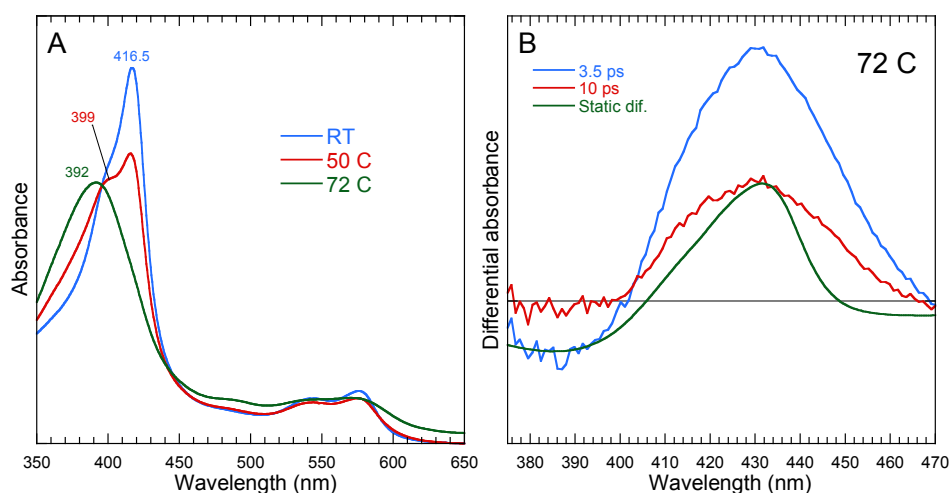 A
416.5
399
392
RT
50 C
72 C
Absorbance
350 400 450 500 550 600 650
Wavelength (nm)
B
72 C
3.5 ps
10 ps
Static dif.
Differential absorbance
380 390 400 410 420 430 440 450 460 470
Wavelength (nm)